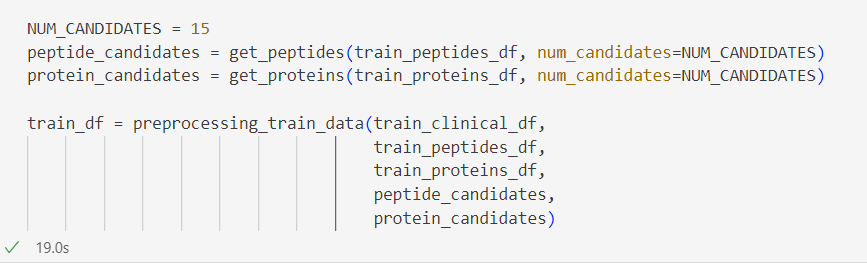 NUM_CANDIDATES = 15
peptide_candidates = get_peptides(train_peptides_df, num_candidates=NUM_CANDIDATES)
protein_candidates = get_proteins(train_proteins_df, num_candidates=NUM_CANDIDATES)
train_df = preprocessing_train_data(train_clinical_df,
train_peptides_df,
train_proteins_df,
peptide_candidates,
protein_candidates)
19.0s